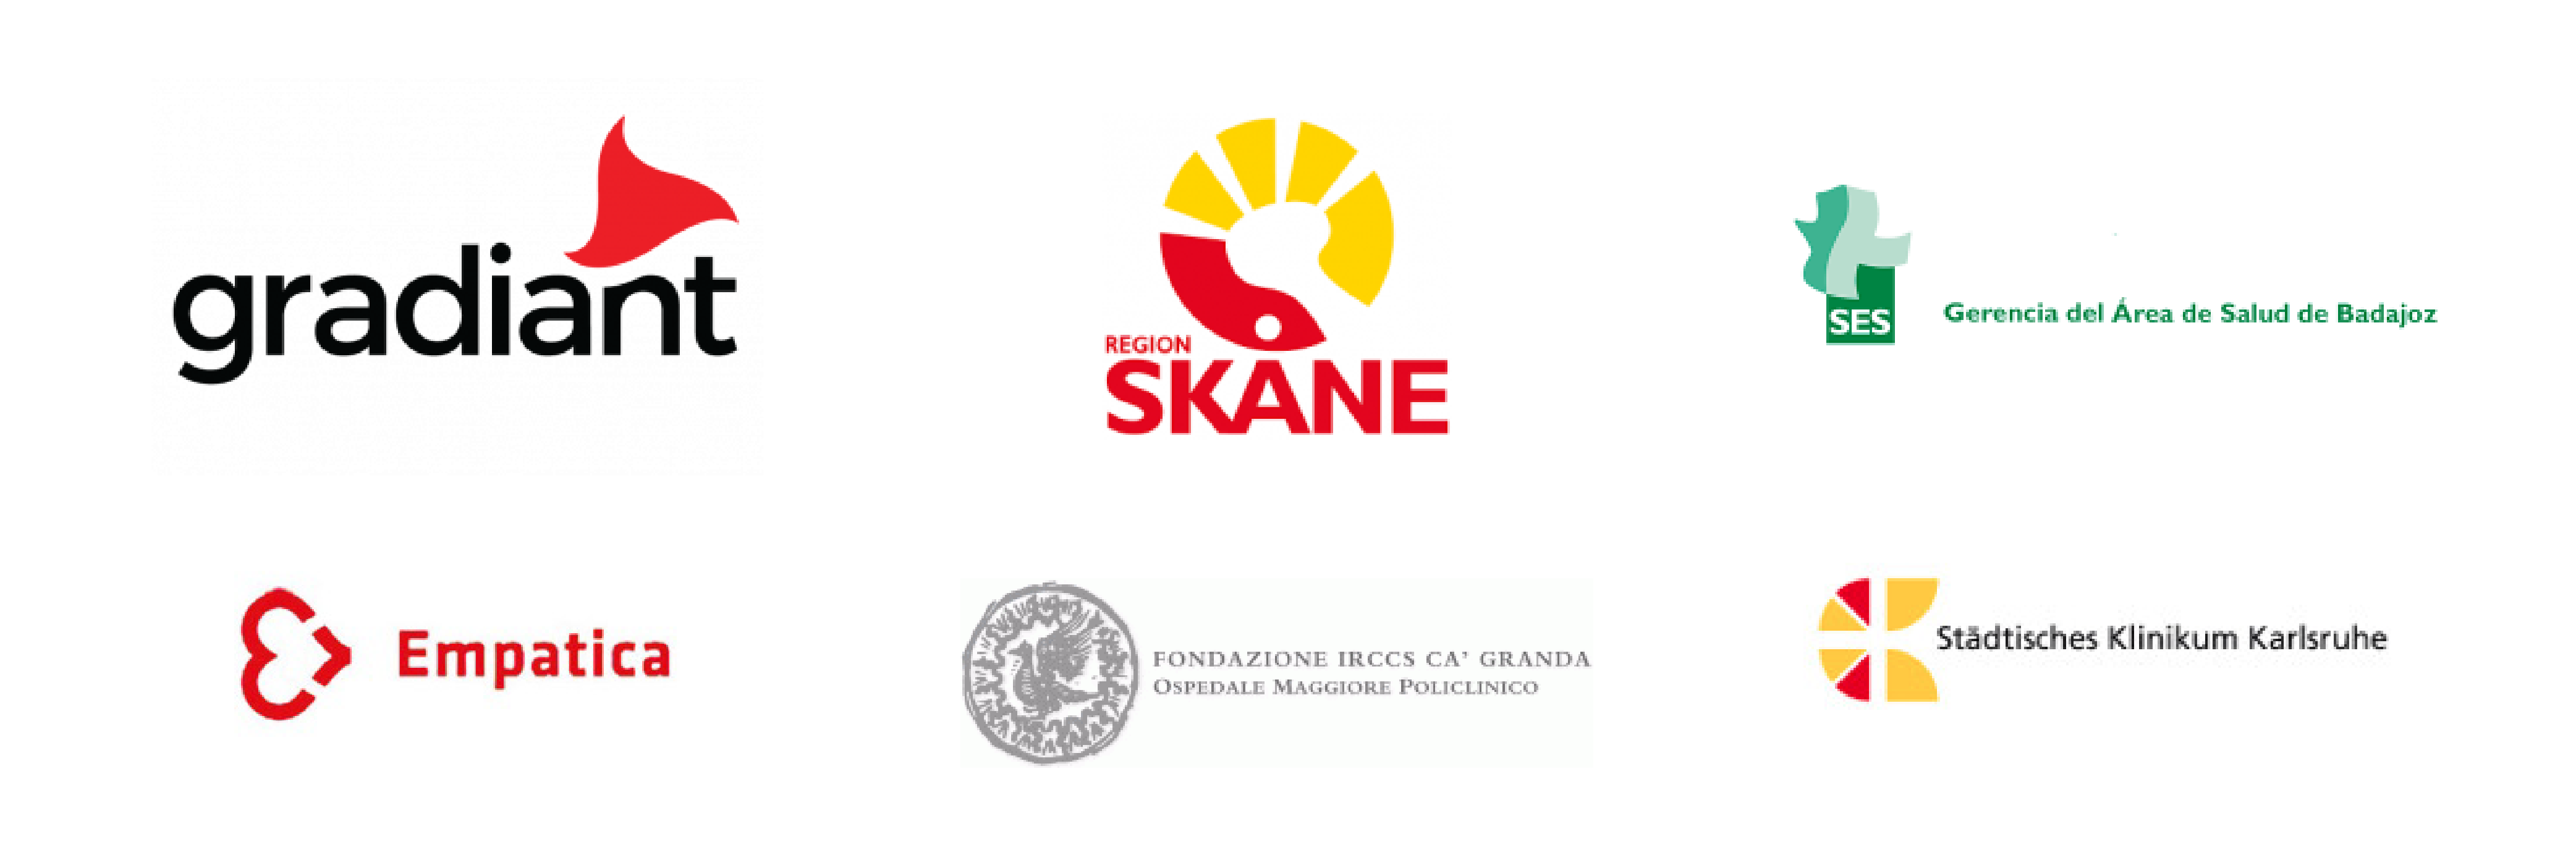 gradiant
REGION
SKÅNE
SES
Gerencia del Área de Salud de Badajoz
Empatica
FONDAZIONE IRCCS CA' GRANDA
OSPEDALE MAGGIORE POLICLINICO
Städtisches Klinikum Karlsruhe